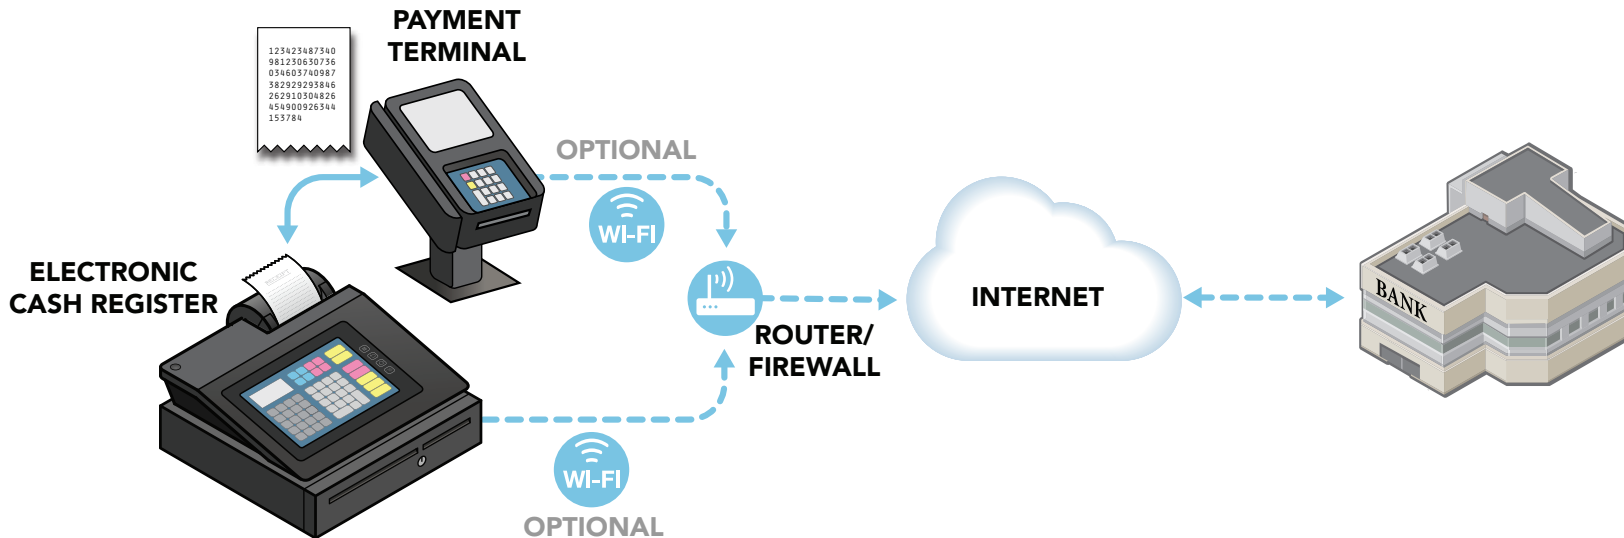 PAYMENT
TERMINAL
123423487340
981230630736
034603740987
382929293846
262910304826
454900926344
153784
OPTIONAL
WI-FI
ELECTRONIC
CASH REGISTER
RECEIPT
INTERNET
BANK
ROUTER/
FIREWALL
WI-FI
OPTIONAL